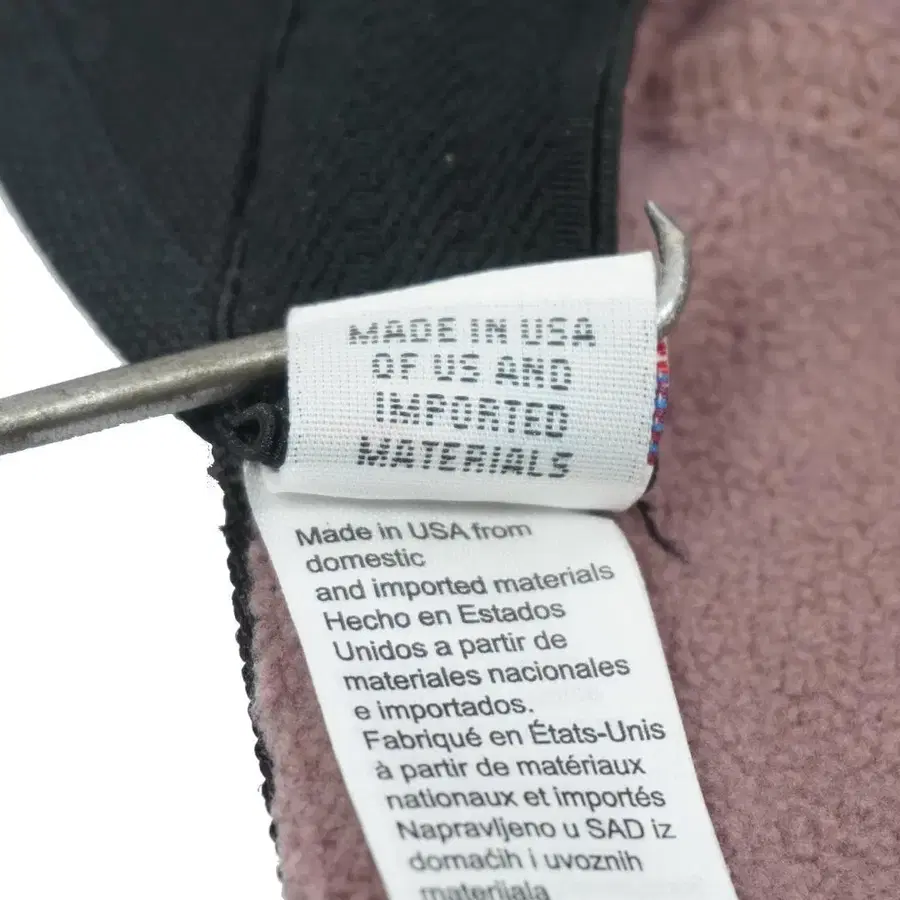 MADE IN USA
OF US AND
IMPORTED
MATERIALS
Made in USA from
domestic
and imported materials
Hecho en Estados
Unidos a partir de
materiales nacionales
e importados.
Fabriqué en États-Unis
à partir de matériaux
nationaux et importés
Napravljeno u SAD iz
domaćih i uvoznih
materijala